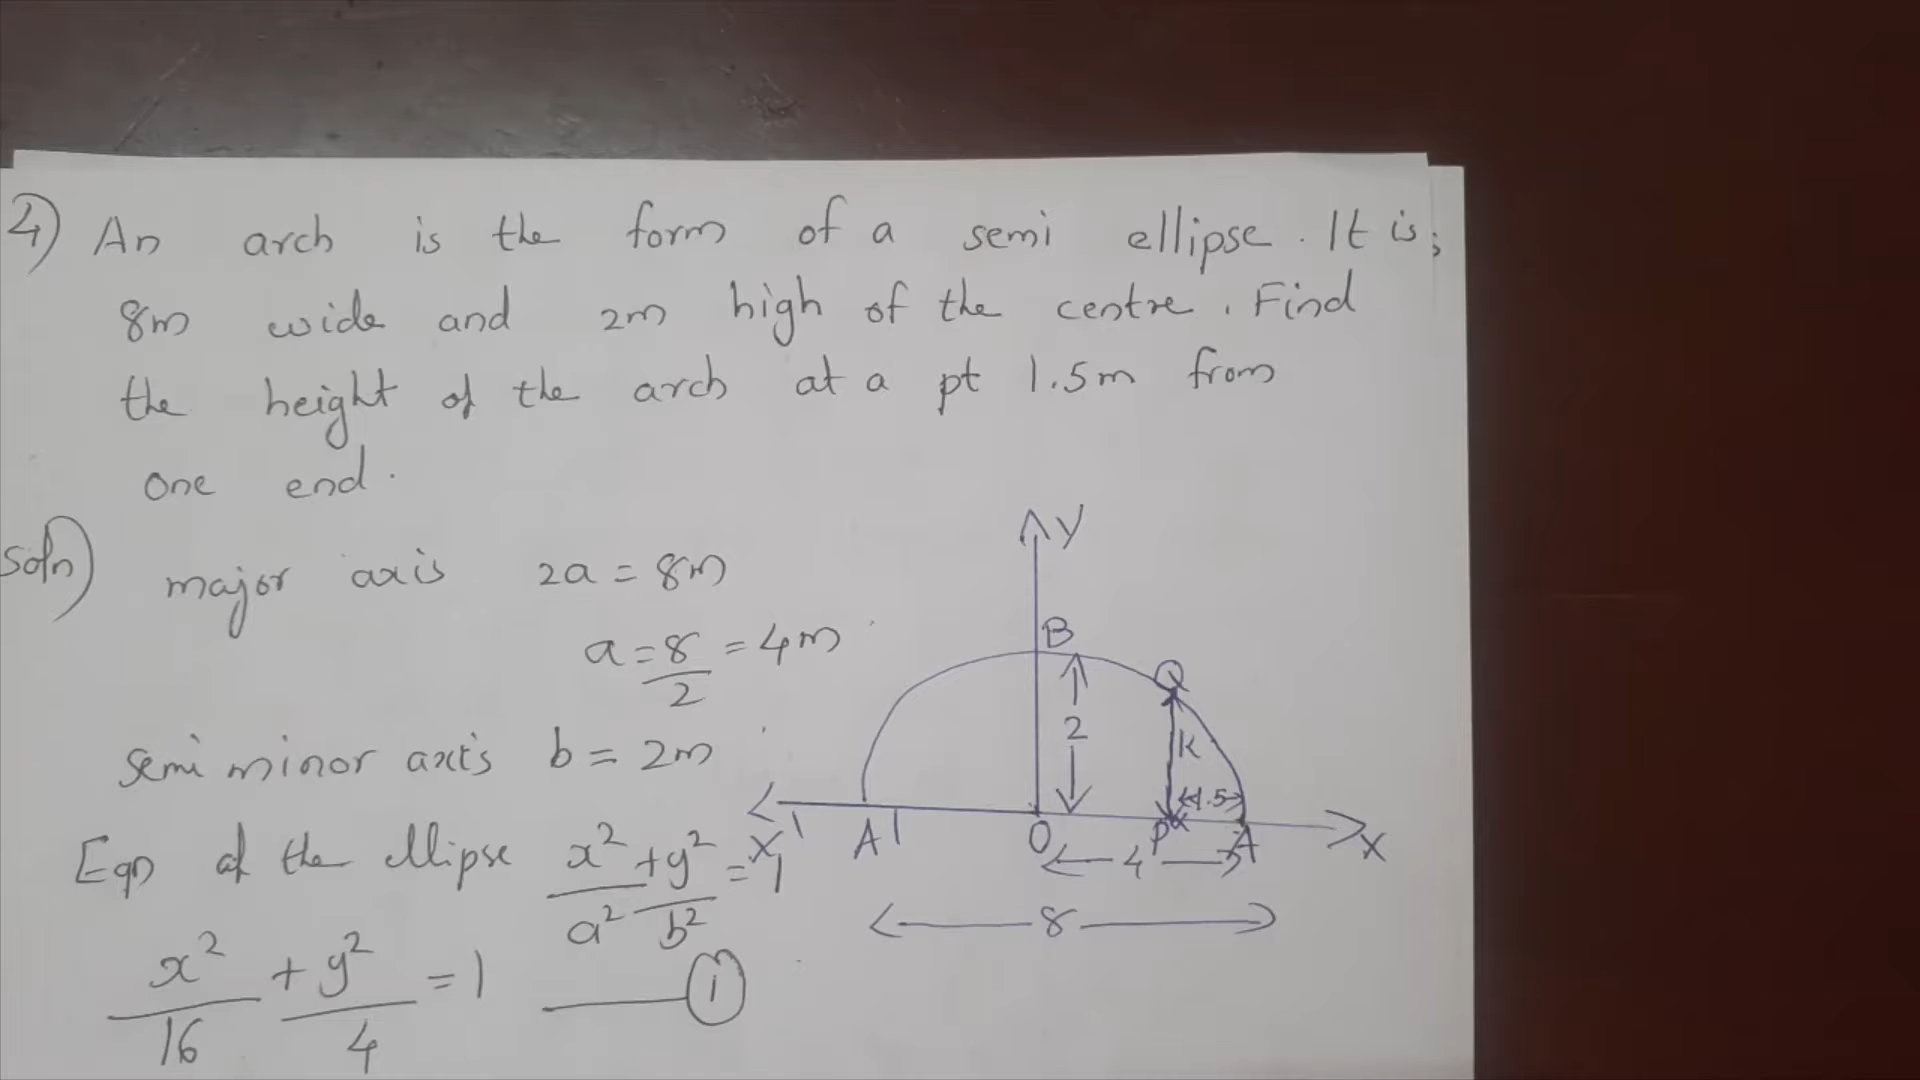 4) An arch is the form of a semi ellipse. It is
8m wide and 2m high of the centre. Find
the height of the arch at a pt 1.5m from
one end.
Soln) major axis 2a = 8m
a = 8/2 = 4m
semi minor axis b = 2m
Eqn of the ellipse x²/a² + y²/b² = 1
x²/16 + y²/4 = 1 ——— ①
Y
B
Q
2
K
1.5
X'
A'
O
P
A
X
4
8